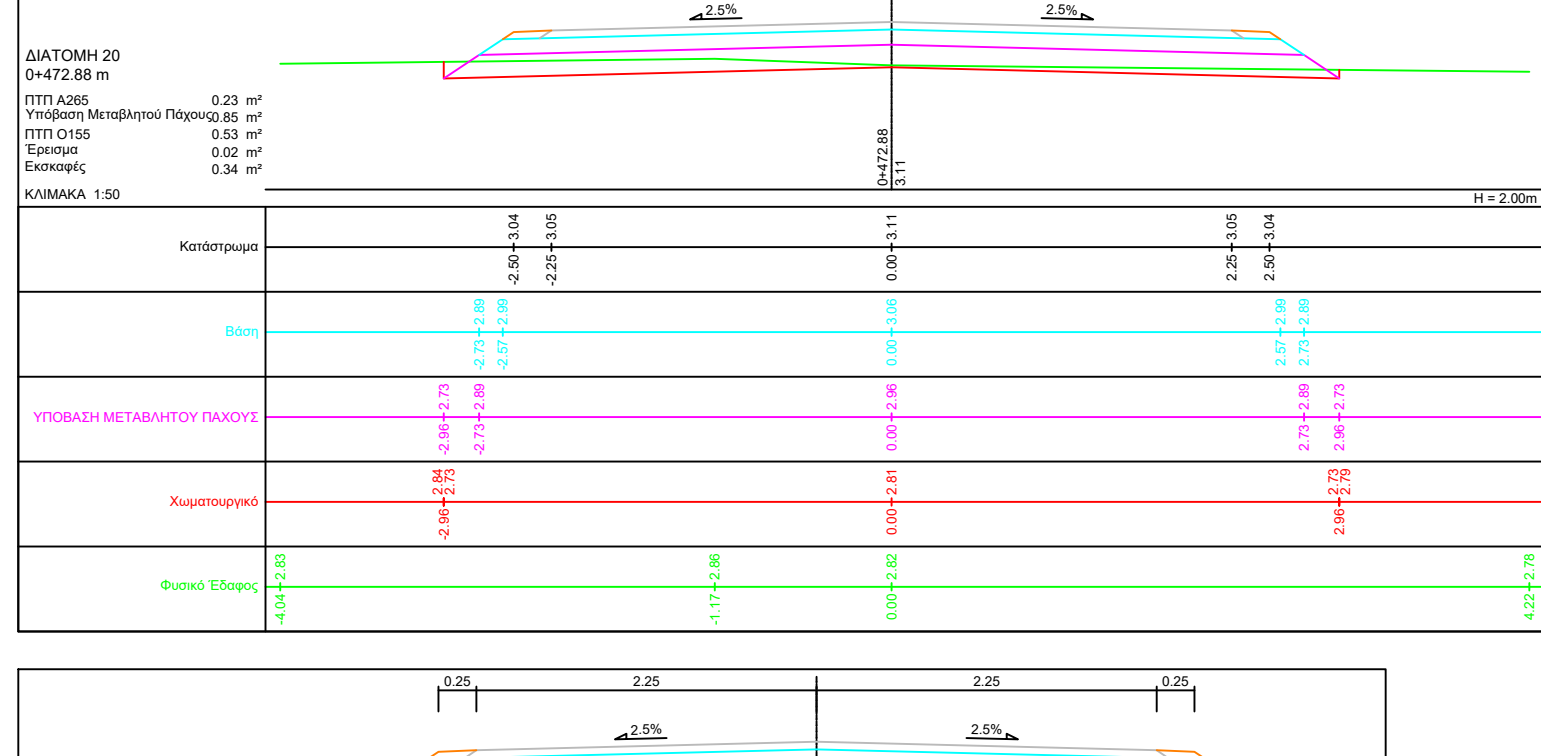 2.5% 2.5%
ΔΙΑΤΟΜΗ 20
0+472.88 m
ΠΤΠ Α265 0.23 m²
Υπόβαση Μεταβλητού Πάχους 0.85 m²
ΠΤΠ Ο155 0.53 m²
Έρεισμα 0.02 m²
Εκσκαφές 0.34 m²
0+472.88
3.11
ΚΛΙΜΑΚΑ 1:50
H = 2.00m
Κατάστρωμα
-2.50 3.04
-2.25 3.05
0.00 3.11
2.25 3.05
2.50 3.04
Βάση
-2.73 2.89
-2.57 2.99
0.00 3.06
2.57 2.99
2.73 2.89
ΥΠΟΒΑΣΗ ΜΕΤΑΒΛΗΤΟΥ ΠΑΧΟΥΣ
-2.96 2.73
-2.73 2.89
0.00 2.96
2.73 2.89
2.96 2.73
Χωματουργικό
-2.96 2.84
2.73
0.00 2.81
2.96 2.73
2.79
Φυσικό Έδαφος
-4.04 2.83
-1.17 2.86
0.00 2.82
4.22 2.78
0.25 2.25 2.25 0.25
2.5% 2.5%